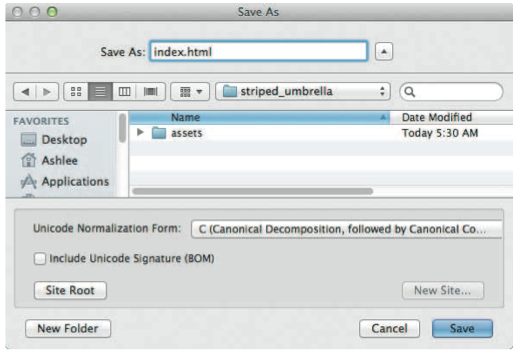 Save As
Save As: index.html
striped_umbrella
FAVORITES
Name
Date Modified
Desktop
assets
Today 5:30 AM
Ashlee
Applications
Unicode Normalization Form: C (Canonical Decomposition, followed by Canonical Co...
Include Unicode Signature (BOM)
Site Root
New Site...
New Folder
Cancel
Save